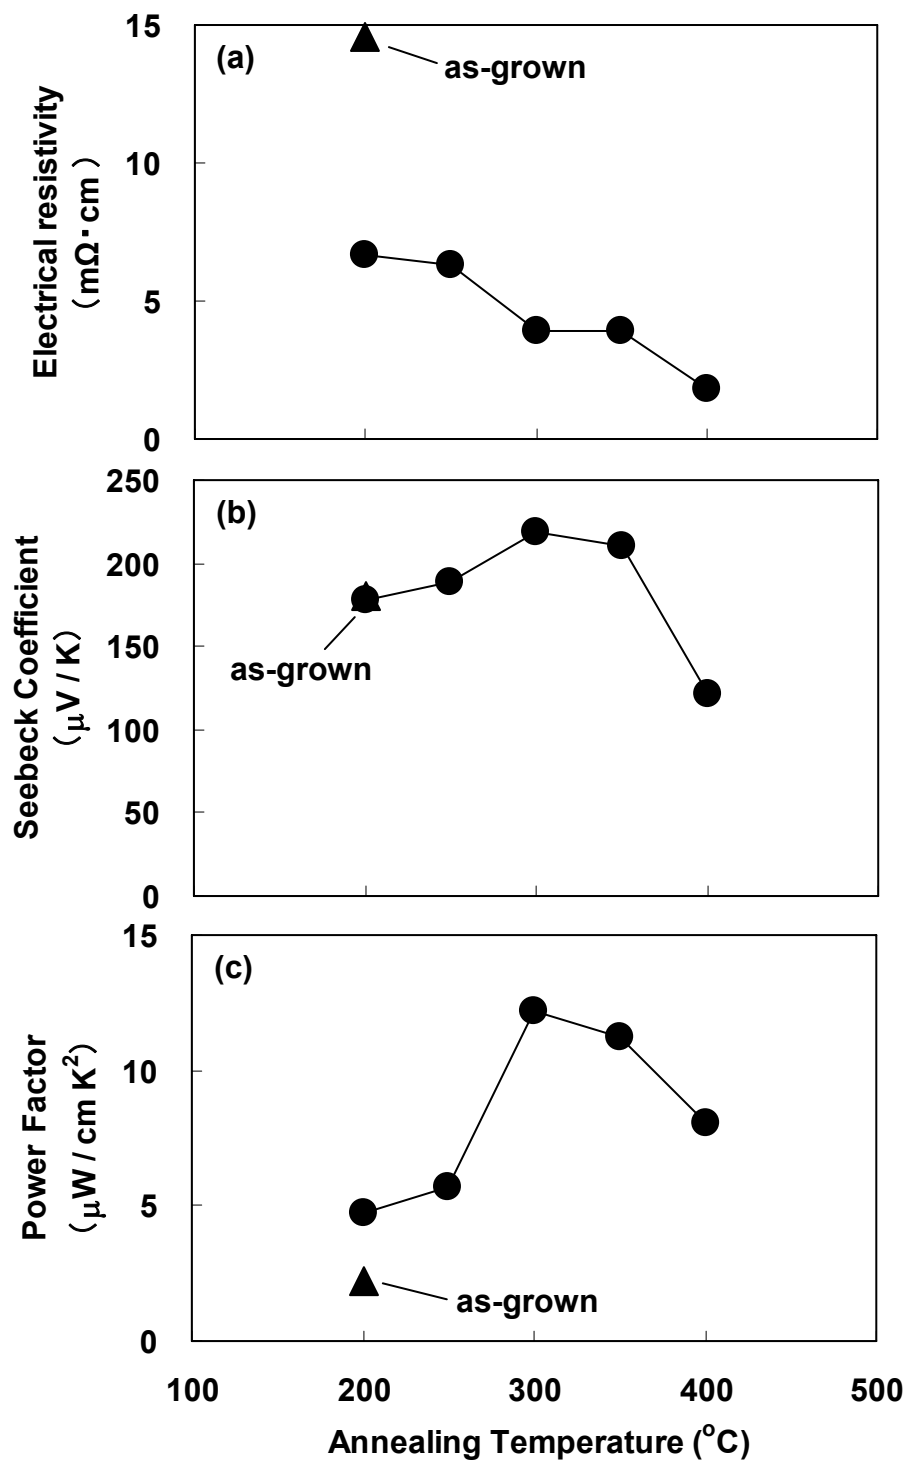 (a)
as-grown
15
10
5
0
Electrical resistivity
（mΩ･cm）
(b)
as-grown
250
200
150
100
50
0
Seebeck Coefficient
（μV / K）
(c)
as-grown
15
10
5
0
Power Factor
（μW / cm K²）
100 200 300 400 500
Annealing Temperature (°C)